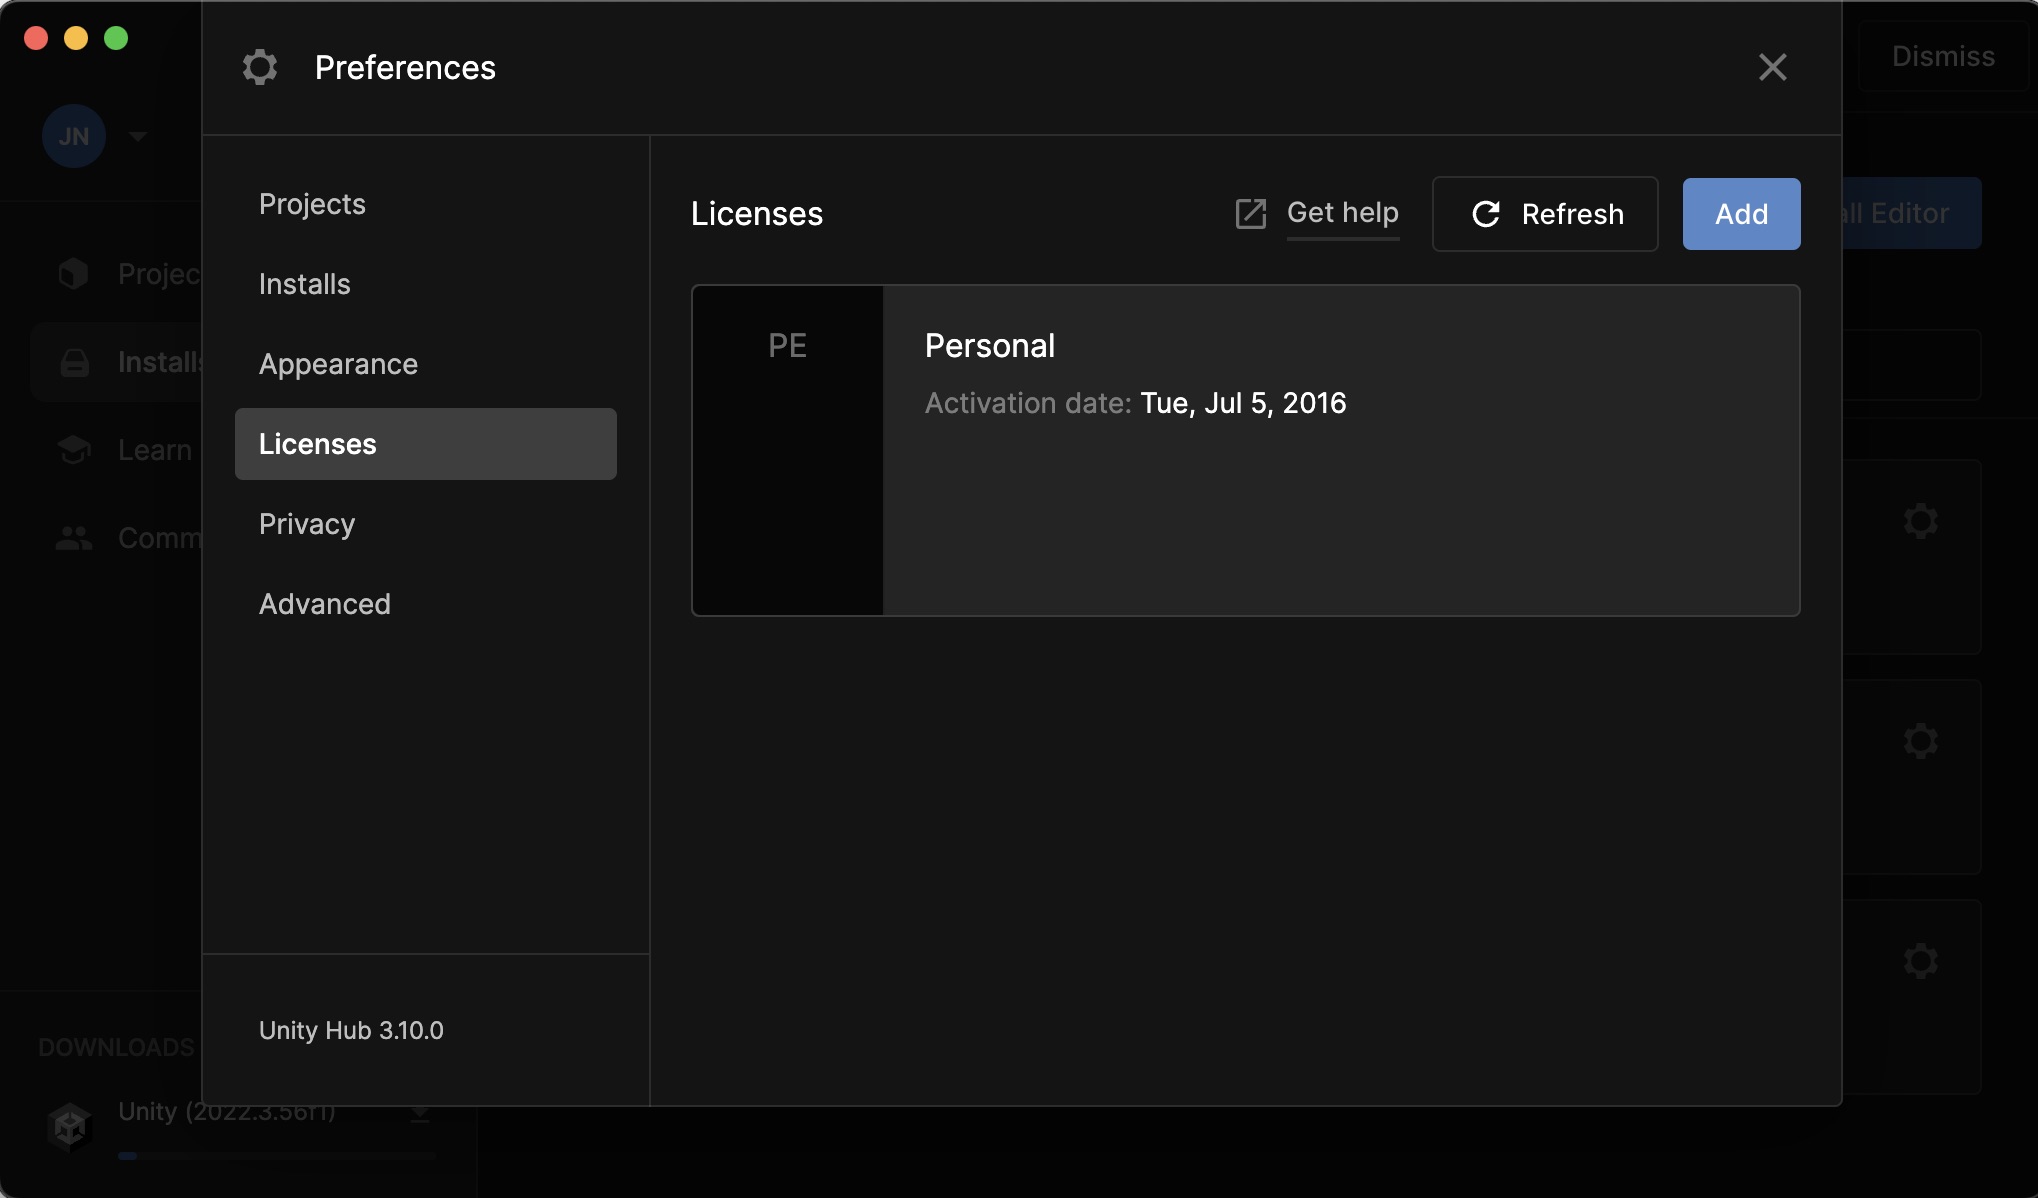 Preferences
Dismiss
JN
Projec
Installs
Learn
Comm
Projects
Installs
Appearance
Licenses
Privacy
Advanced
Unity Hub 3.10.0
Licenses
Get help
Refresh
Add
all Editor
PE
Personal
Activation date: Tue, Jul 5, 2016
DOWNLOADS
Unity (2022.3.56f1)